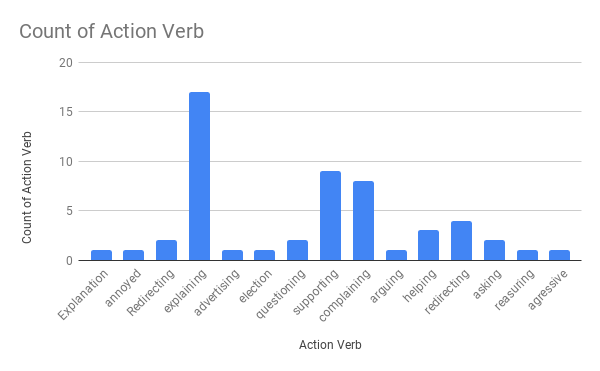 Count of Action Verb
20
15
10
5
0
Count of Action Verb
Explanation
annoyed
Redirecting
explaining
advertising
election
questioning
supporting
complaining
arguing
helping
redirecting
asking
reasuring
agressive
Action Verb